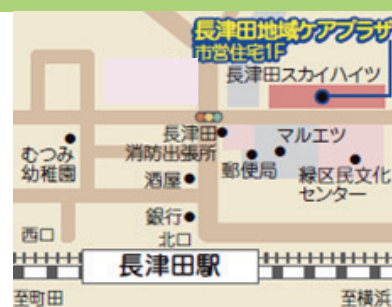 長津田地域ケアプラザ
市営住宅1F
長津田スカイハイツ
長津田
消防出張所
マルエツ
むつみ
幼稚園
郵便局
緑区民文化
センター
酒屋
銀行
西口
北口
長津田駅
至町田
至横浜